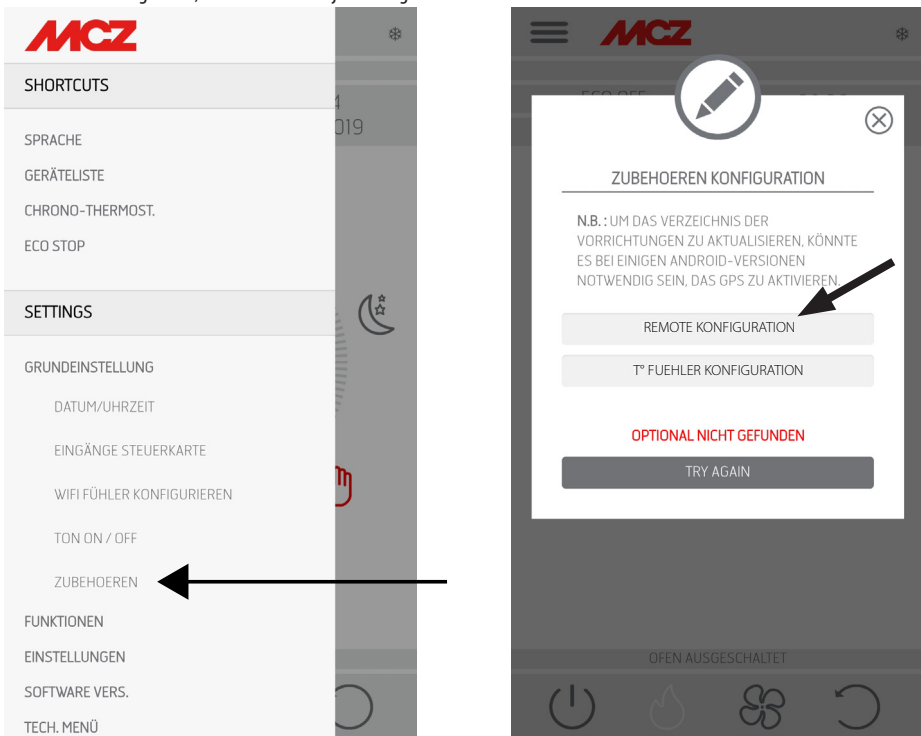 MCZ
SHORTCUTS
SPRACHE
GERÄTELISTE
CHRONO-THERMOST.
ECO STOP
SETTINGS
GRUNDEINSTELLUNG
DATUM/UHRZEIT
EINGÄNGE STEUERKARTE
WIFI FÜHLER KONFIGURIEREN
TON ON / OFF
ZUBEHOEREN
FUNKTIONEN
EINSTELLUNGEN
SOFTWARE VERS.
TECH. MENÜ
4
019
MCZ
ZUBEHOEREN KONFIGURATION
N.B. : UM DAS VERZEICHNIS DER
VORRICHTUNGEN ZU AKTUALISIEREN, KÖNNTE
ES BEI EINIGEN ANDROID-VERSIONEN
NOTWENDIG SEIN, DAS GPS ZU AKTIVIEREN.
REMOTE KONFIGURATION
T° FUEHLER KONFIGURATION
OPTIONAL NICHT GEFUNDEN
TRY AGAIN
OFEN AUSGESCHALTET